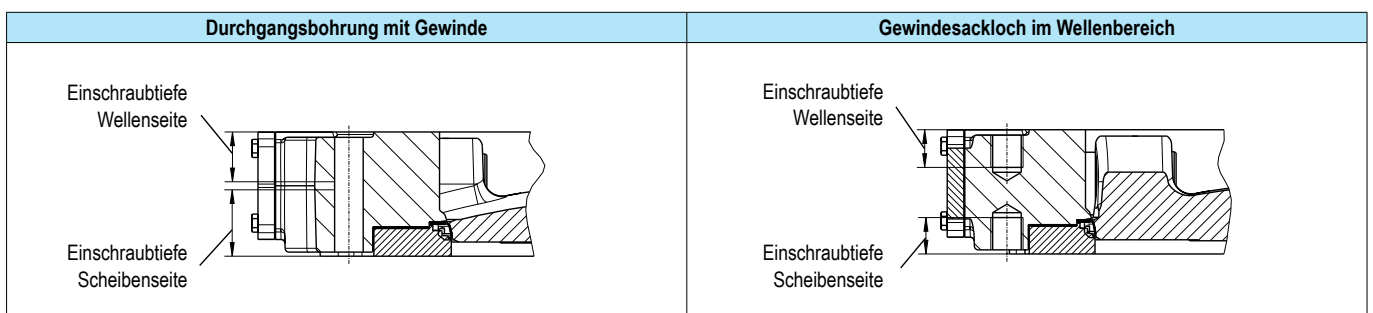 Durchgangsbohrung mit Gewinde
Gewindesackloch im Wellenbereich
Einschraubtiefe
Wellenseite
Einschraubtiefe
Scheibenseite
Einschraubtiefe
Wellenseite
Einschraubtiefe
Scheibenseite